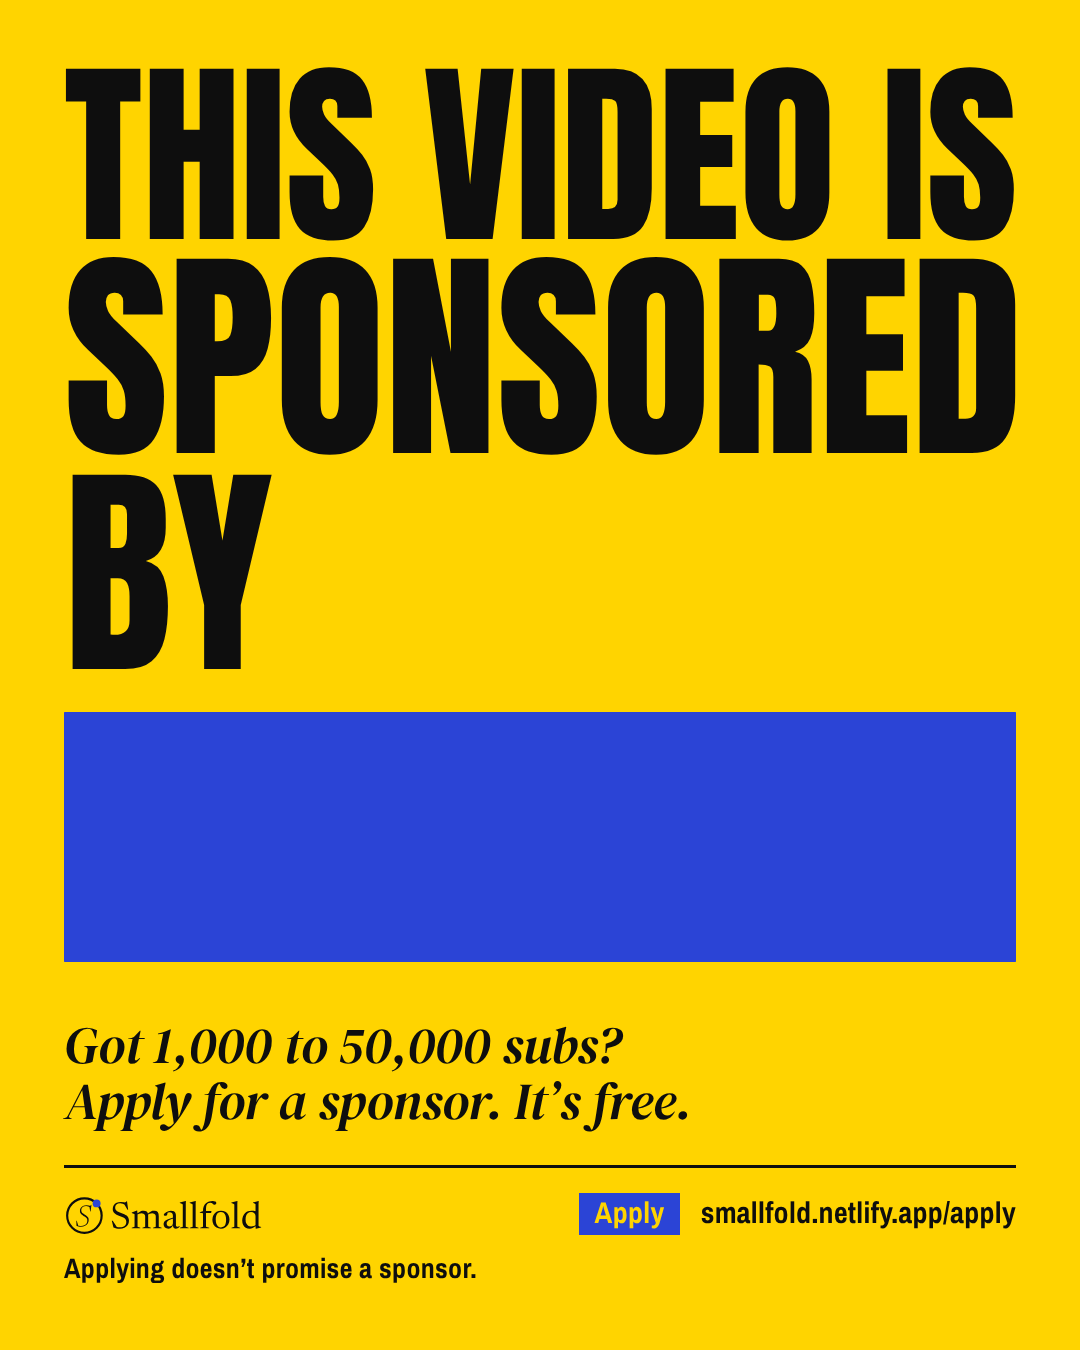 THIS VIDEO IS
SPONSORED
BY
Got 1,000 to 50,000 subs?
Apply for a sponsor. It’s free.
S Smallfold
Apply smallfold.netlify.app/apply
Applying doesn’t promise a sponsor.